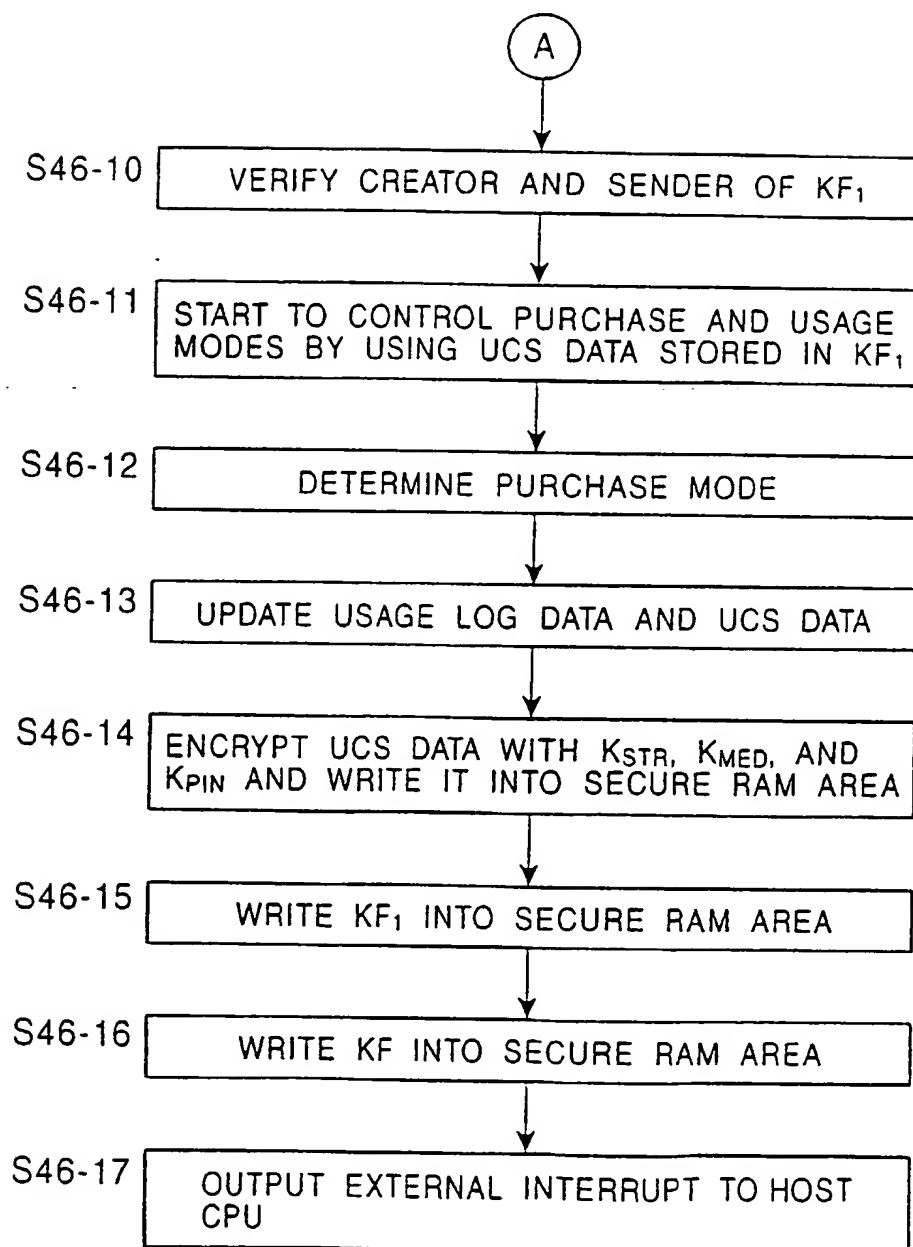 A
S46-10
VERIFY CREATOR AND SENDER OF KF₁
S46-11
START TO CONTROL PURCHASE AND USAGE
MODES BY USING UCS DATA STORED IN KF₁
S46-12
DETERMINE PURCHASE MODE
S46-13
UPDATE USAGE LOG DATA AND UCS DATA
S46-14
ENCRYPT UCS DATA WITH KSTR, KMED, AND
KPIN AND WRITE IT INTO SECURE RAM AREA
S46-15
WRITE KF₁ INTO SECURE RAM AREA
S46-16
WRITE KF INTO SECURE RAM AREA
S46-17
OUTPUT EXTERNAL INTERRUPT TO HOST
CPU